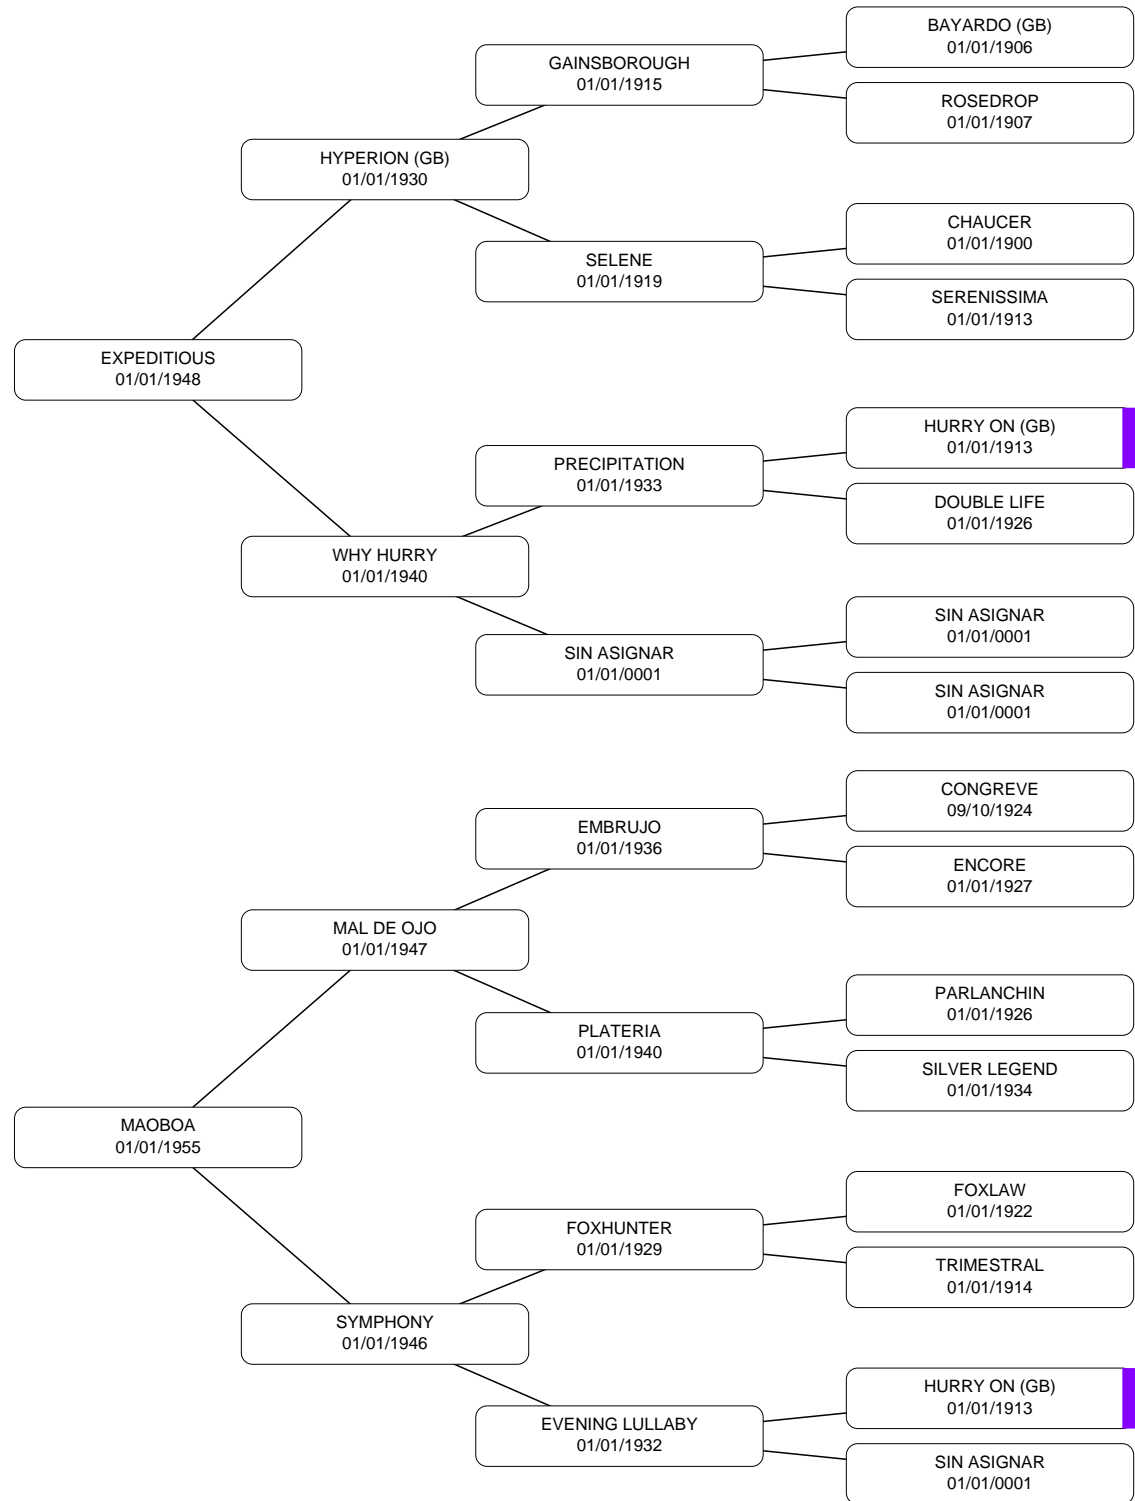 BAYARDO (GB)
01/01/1906
GAINSBOROUGH
01/01/1915
ROSEDROP
01/01/1907
HYPERION (GB)
01/01/1930
CHAUCER
01/01/1900
SELENE
01/01/1919
SERENISSIMA
01/01/1913
EXPEDITIOUS
01/01/1948
HURRY ON (GB)
01/01/1913
PRECIPITATION
01/01/1933
DOUBLE LIFE
01/01/1926
WHY HURRY
01/01/1940
SIN ASIGNAR
01/01/0001
SIN ASIGNAR
01/01/0001
SIN ASIGNAR
01/01/0001
CONGREVE
09/10/1924
EMBRUJO
01/01/1936
ENCORE
01/01/1927
MAL DE OJO
01/01/1947
PARLANCHIN
01/01/1926
PLATERIA
01/01/1940
SILVER LEGEND
01/01/1934
MAOBOA
01/01/1955
FOXLAW
01/01/1922
FOXHUNTER
01/01/1929
TRIMESTRAL
01/01/1914
SYMPHONY
01/01/1946
HURRY ON (GB)
01/01/1913
EVENING LULLABY
01/01/1932
SIN ASIGNAR
01/01/0001